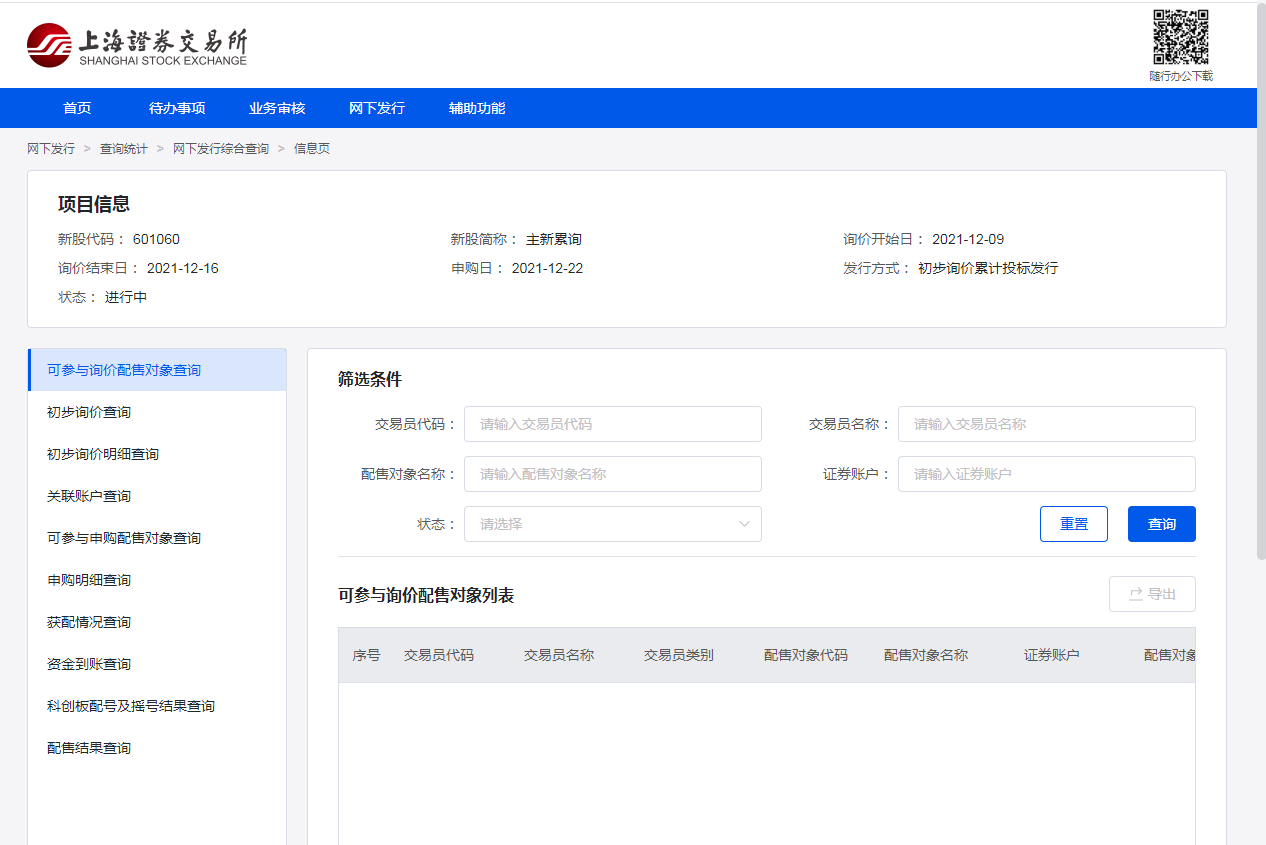 上海證券交易所
SHANGHAI STOCK EXCHANGE
随行办公下载
首页 待办事项 业务审核 网下发行 辅助功能
网下发行 > 查询统计 > 网下发行综合查询 > 信息页
项目信息
新股代码： 601060 新股简称： 主新累询 询价开始日： 2021-12-09
询价结束日： 2021-12-16 申购日： 2021-12-22 发行方式： 初步询价累计投标发行
状态： 进行中
可参与询价配售对象查询
初步询价查询
初步询价明细查询
关联账户查询
可参与申购配售对象查询
申购明细查询
获配情况查询
资金到账查询
科创板配号及摇号结果查询
配售结果查询
筛选条件
交易员代码： 请输入交易员代码 交易员名称： 请输入交易员名称
配售对象名称： 请输入配售对象名称 证券账户： 请输入证券账户
状态： 请选择 重置 查询
可参与询价配售对象列表 导出
序号 交易员代码 交易员名称 交易员类别 配售对象代码 配售对象名称 证券账户 配售对象